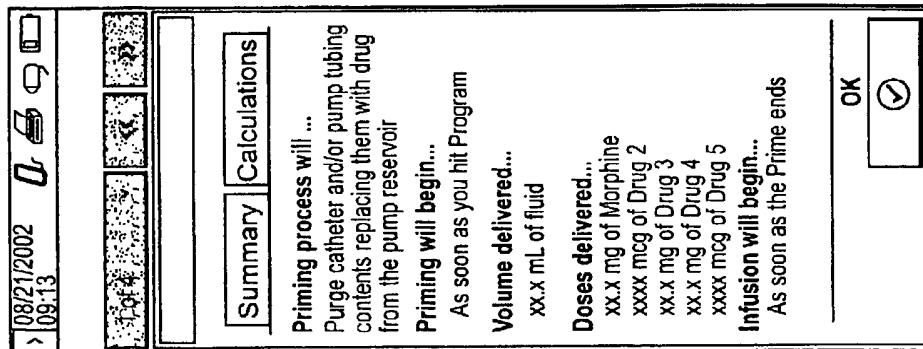 > 08/21/2002
09:13
1 of 4
Summary
Calculations
Priming process will ...
Purge catheter and/or pump tubing
contents replacing them with drug
from the pump reservoir
Priming will begin...
As soon as you hit Program
Volume delivered...
xx.x mL of fluid
Doses delivered...
xx.x mg of Morphine
xxxx mcg of Drug 2
xx.x mg of Drug 3
xx.x mg of Drug 4
xxxx mcg of Drug 5
Infusion will begin...
As soon as the Prime ends
OK